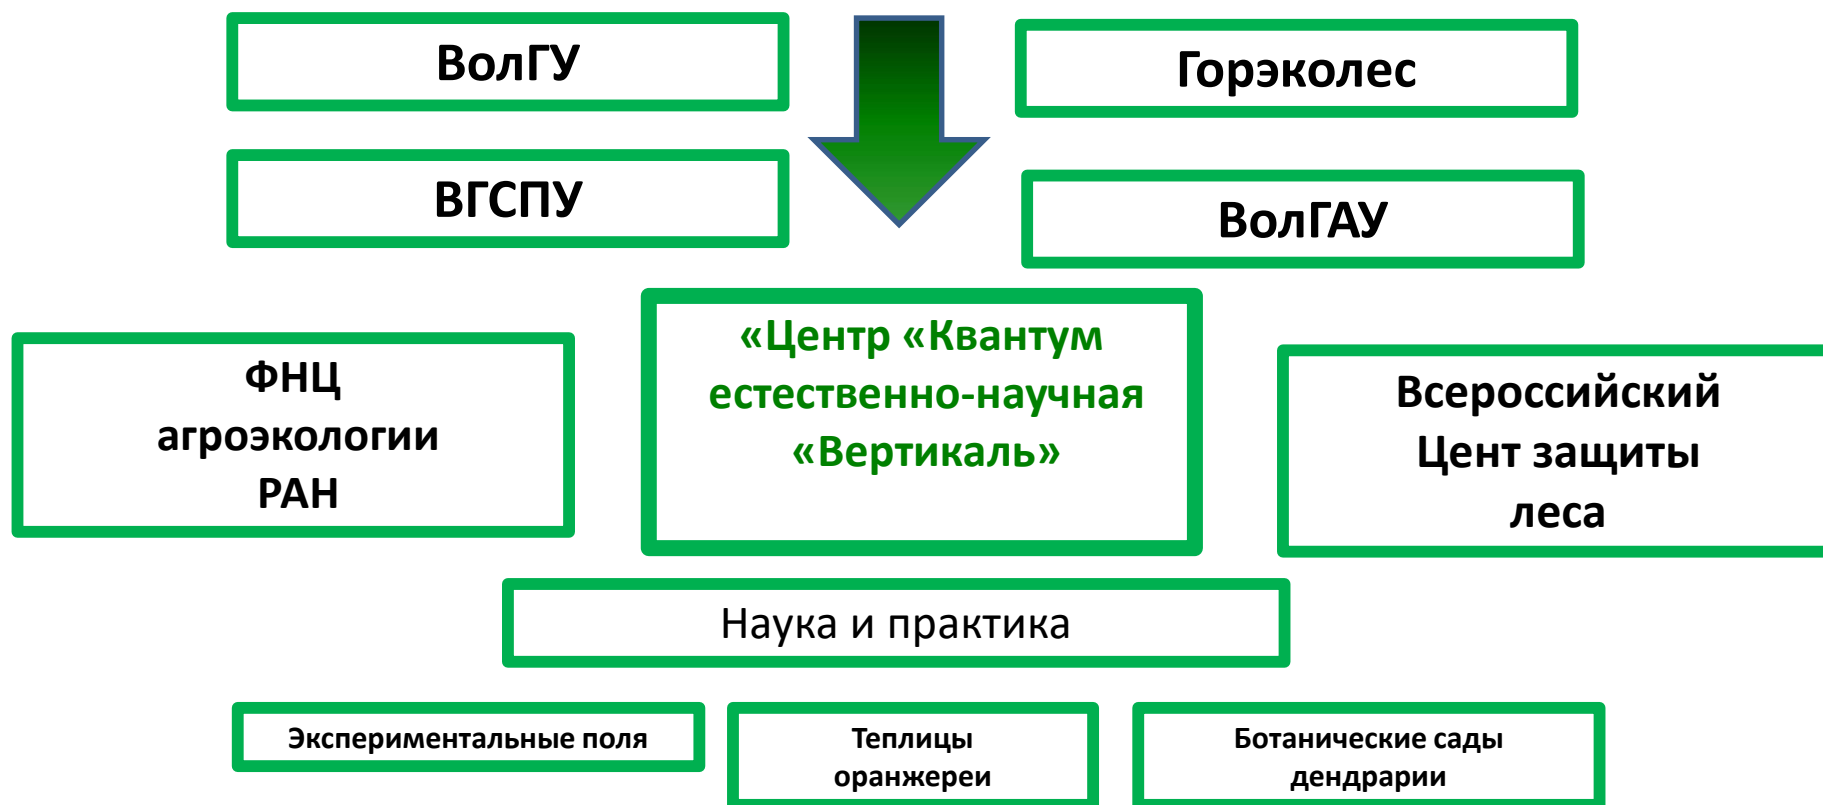 ВолГУ
Горэколес
ВГСПУ
ВолГАУ
«Центр «Квантум
естественно-научная
«Вертикаль»
ФНЦ
агроэкологии
РАН
Всероссийский
Цент защиты
леса
Наука и практика
Экспериментальные поля
Теплицы
оранжереи
Ботанические сады
дендрарии